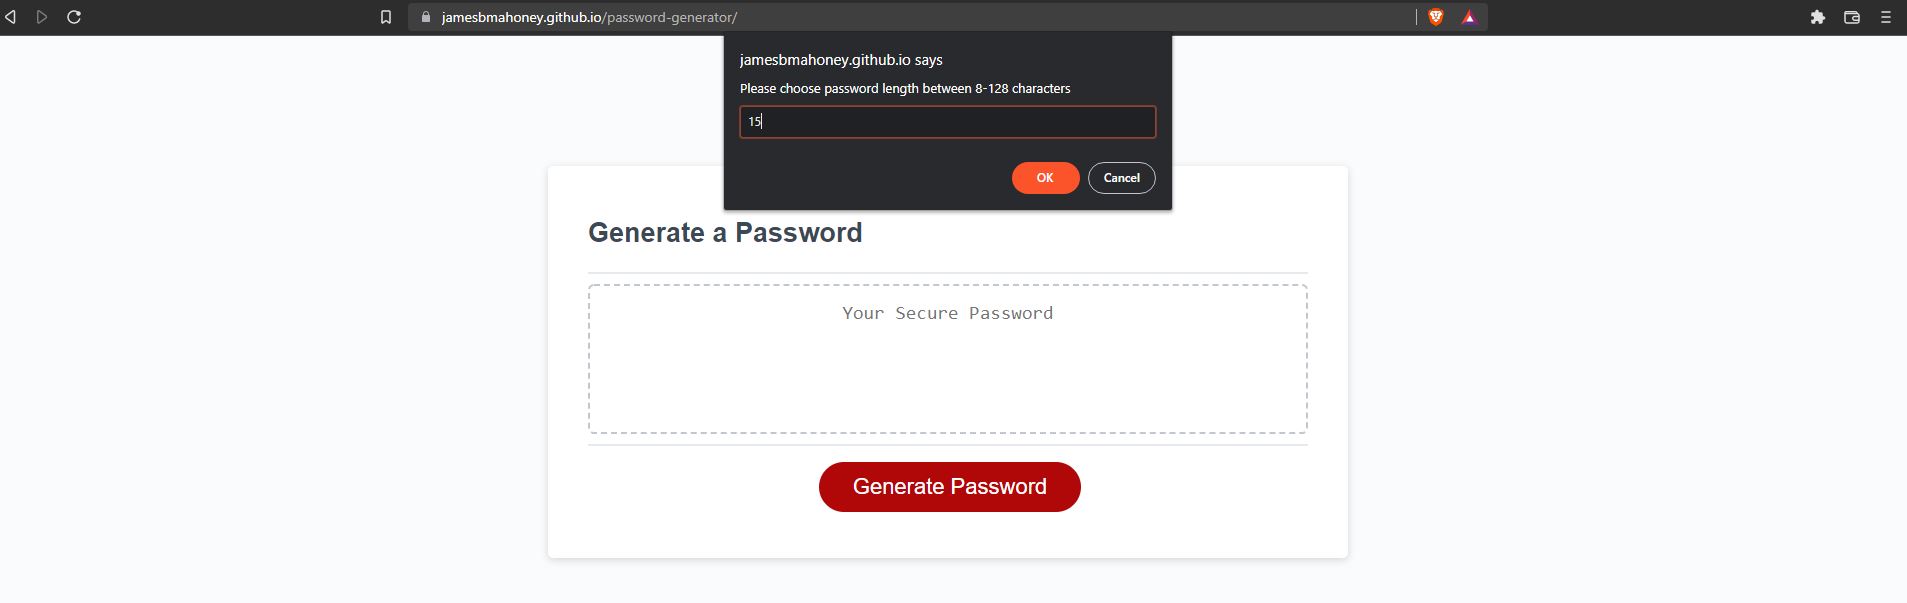 jamesbmahoney.github.io/password-generator/
jamesbmahoney.github.io says
Please choose password length between 8-128 characters
15
OK Cancel
Generate a Password
Your Secure Password
Generate Password